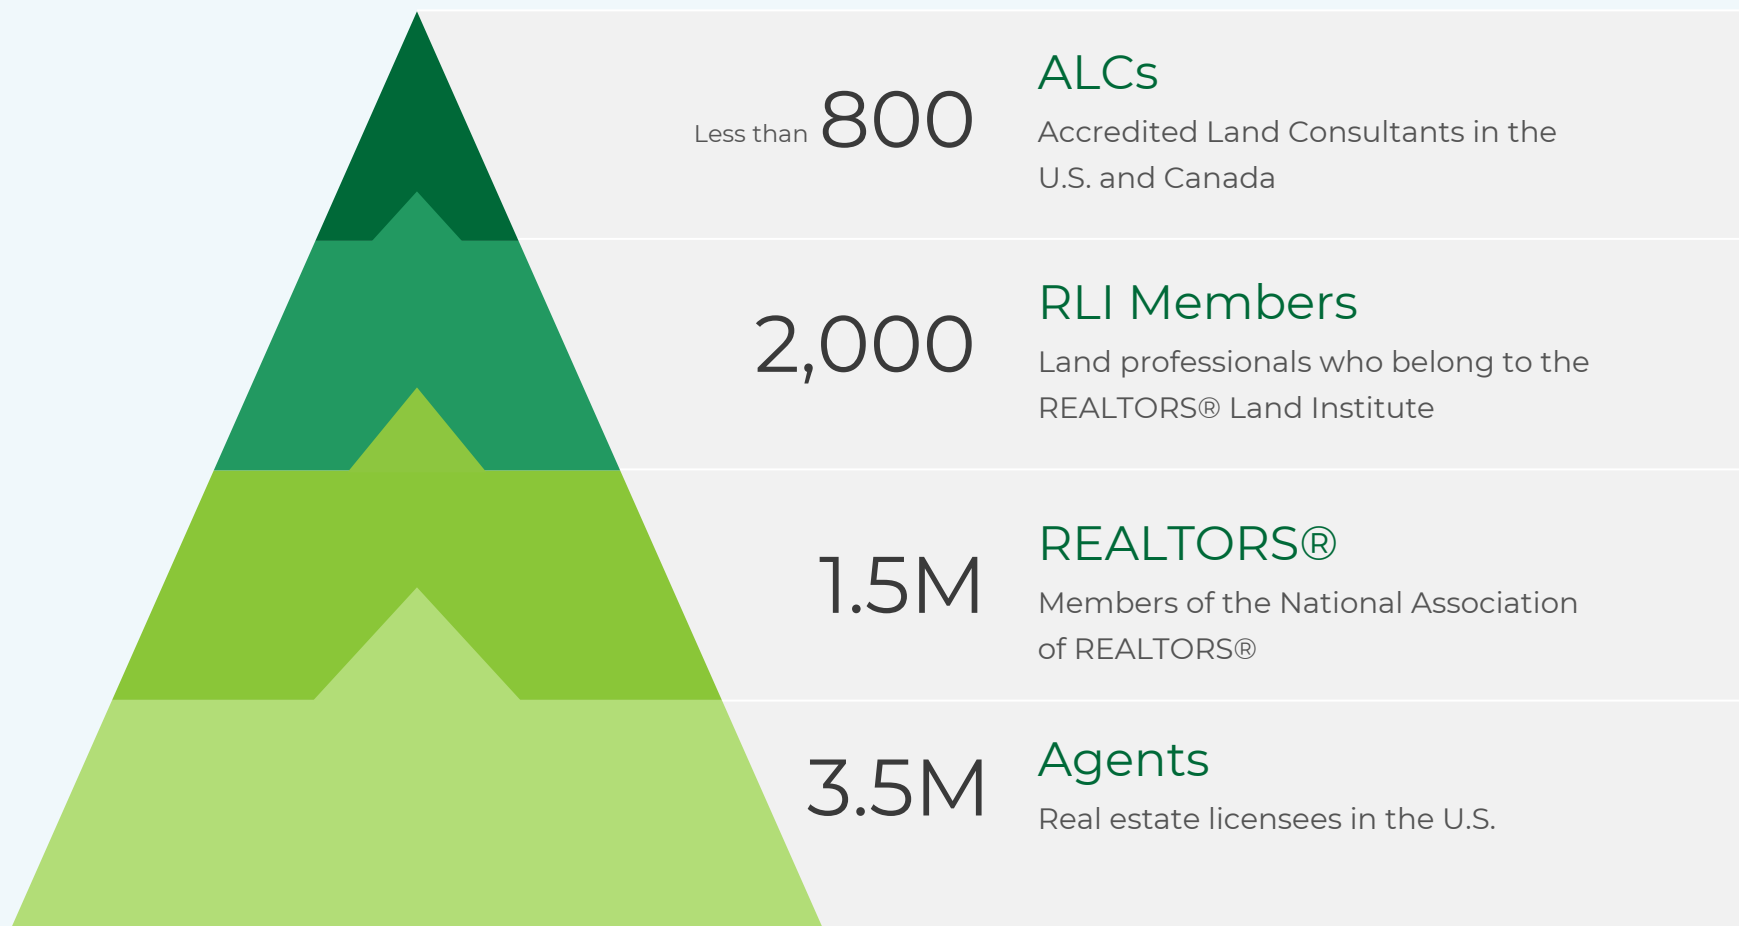 Less than 800
ALCs
Accredited Land Consultants in the
U.S. and Canada
2,000
RLI Members
Land professionals who belong to the
REALTORS® Land Institute
1.5M
REALTORS®
Members of the National Association
of REALTORS®
3.5M
Agents
Real estate licensees in the U.S.